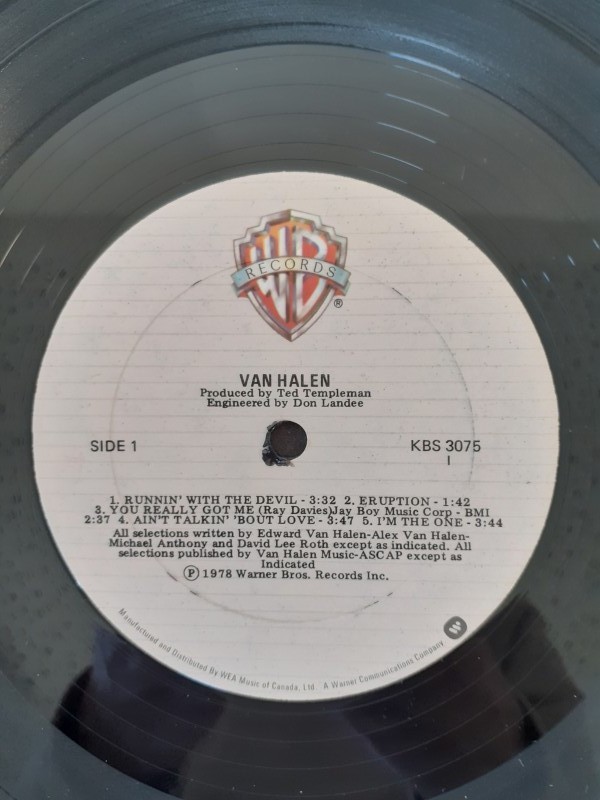 RECORDS
®
VAN HALEN
Produced by Ted Templeman
Engineered by Don Landee
SIDE 1
KBS 3075
I
1. RUNNIN' WITH THE DEVIL - 3:32 2. ERUPTION - 1:42
3. YOU REALLY GOT ME (Ray Davies)Jay Boy Music Corp - BMI
2:37 4. AIN'T TALKIN' 'BOUT LOVE - 3:47 5. I'M THE ONE - 3:44
All selections written by Edward Van Halen-Alex Van Halen-
Michael Anthony and David Lee Roth except as indicated. All
selections published by Van Halen Music-ASCAP except as
Indicated
Ⓟ 1978 Warner Bros. Records Inc.
Manufactured and Distributed By WEA Music of Canada, Ltd. A Warner Communications Company